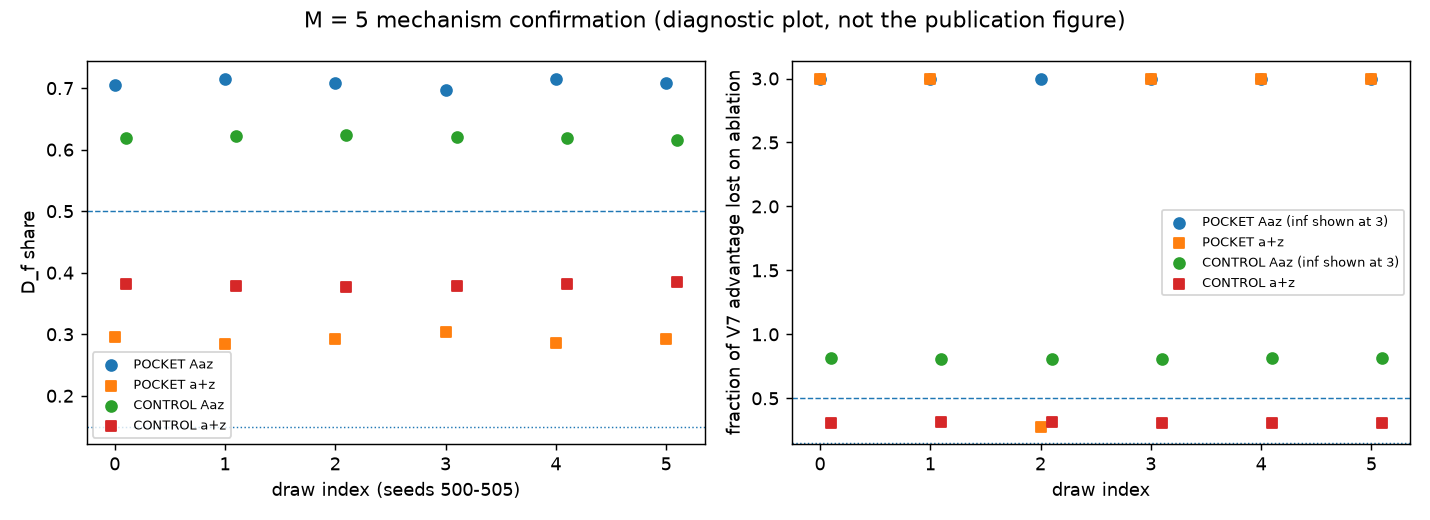 M = 5 mechanism confirmation (diagnostic plot, not the publication figure)
D_f share
0.7
0.6
0.5
0.4
0.3
0.2
POCKET Aaz
POCKET a+z
CONTROL Aaz
CONTROL a+z
0 1 2 3 4 5
draw index (seeds 500-505)
fraction of V7 advantage lost on ablation
3.0
2.5
2.0
1.5
1.0
0.5
POCKET Aaz (inf shown at 3)
POCKET a+z
CONTROL Aaz (inf shown at 3)
CONTROL a+z
0 1 2 3 4 5
draw index